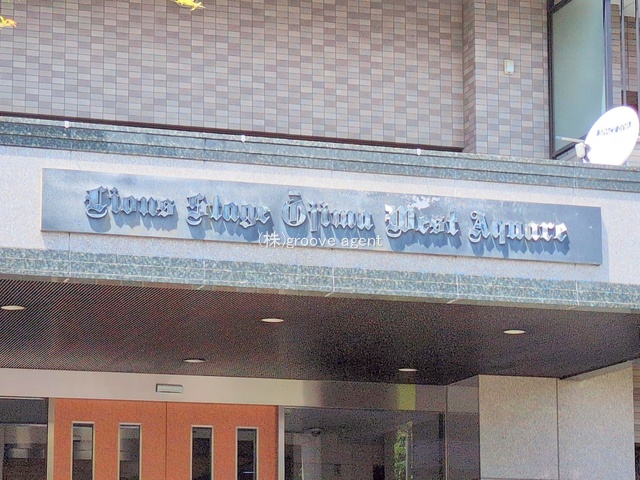 Lions Stage Ōjima West Square
(株)groove agent